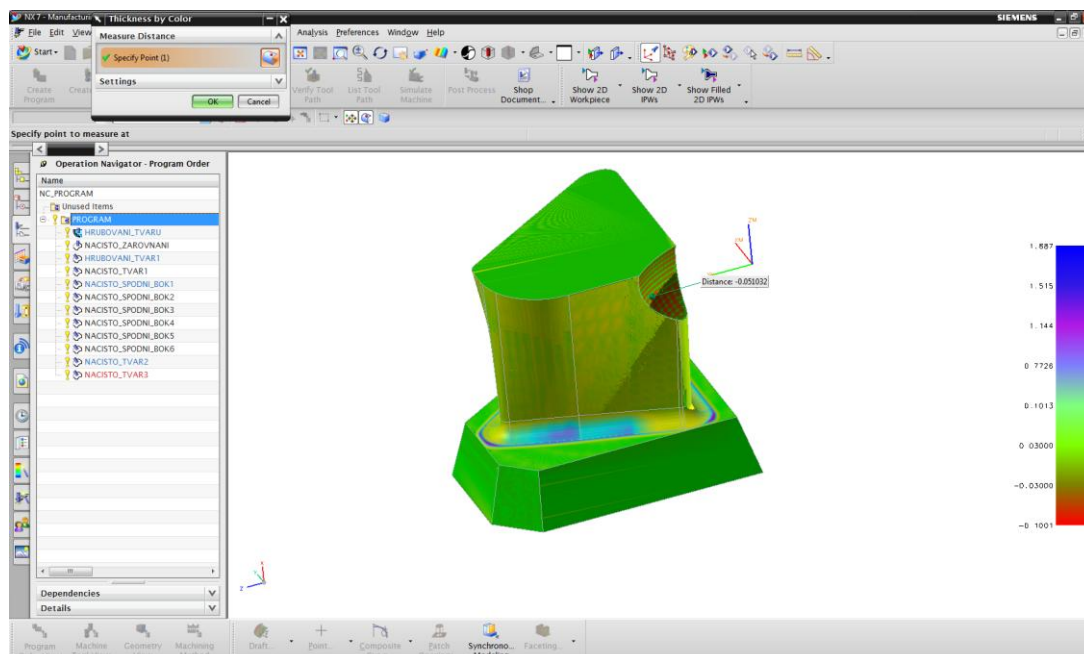 NX 7 - Manufacturi
Thickness by Color
SIEMENS
File Edit View
Analysis Preferences Window Help
Measure Distance
Specify Point (1)
Settings
OK Cancel
Start
Create Program
Verify Tool Path
List Tool Path
Simulate Machine
Post Process
Shop Document...
Show 2D Workpiece
Show 2D IPWs
Show Filled 2D IPWs
Specify point to measure at
Operation Navigator - Program Order
Name
NC_PROGRAM
Unused Items
PROGRAM
HRUBOVANI_TVARU
NACISTO_ZAROVNANI
HRUBOVANI_TVAR1
NACISTO_TVAR1
NACISTO_SPODNI_BOK1
NACISTO_SPODNI_BOK2
NACISTO_SPODNI_BOK3
NACISTO_SPODNI_BOK4
NACISTO_SPODNI_BOK5
NACISTO_SPODNI_BOK6
NACISTO_TVAR2
NACISTO_TVAR3
Distance: -0.051032
1.887
1.515
1.144
0.7726
0.1013
0.03000
-0.03000
-0.1001
Dependencies
Details
Program
Machine
Geometry
Machining
Draft...
Point...
Composite
Patch
Synchrono...
Modeling
Faceting...